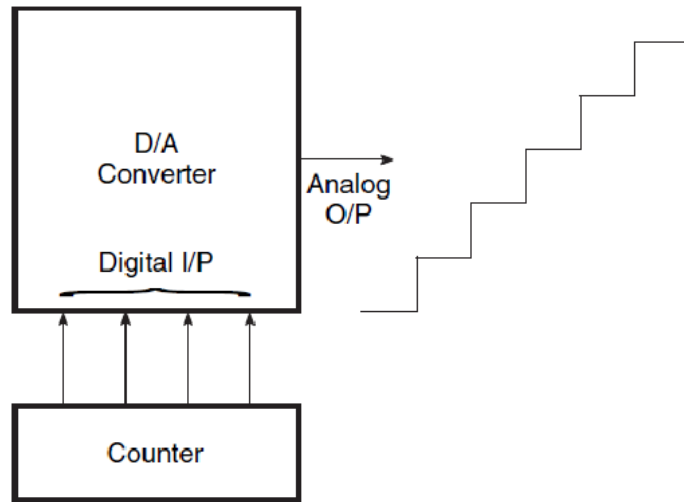 D/A
Converter
Analog
O/P
Digital I/P
Counter